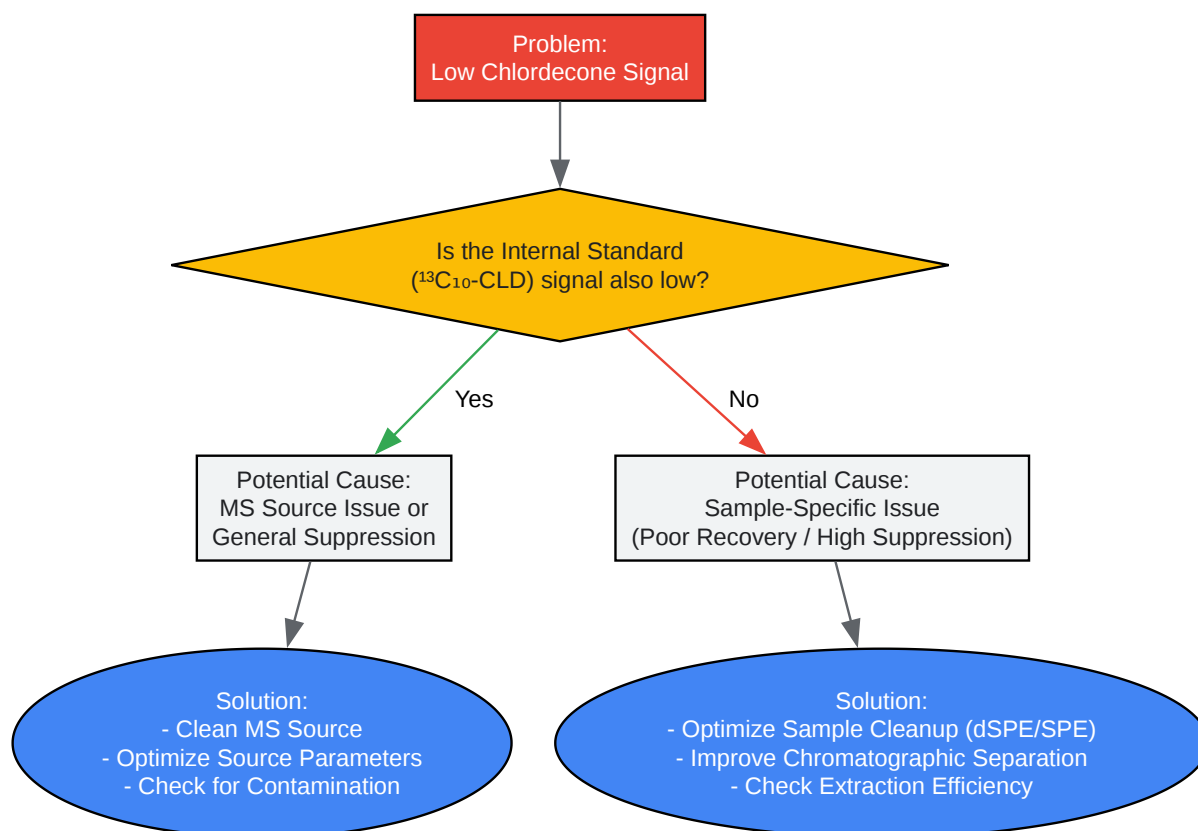 Problem:
Low Chlordecone Signal
Is the Internal Standard
(¹³C₁₀-CLD) signal also low?
Yes
No
Potential Cause:
MS Source Issue or
General Suppression
Potential Cause:
Sample-Specific Issue
(Poor Recovery / High Suppression)
Solution:
- Clean MS Source
- Optimize Source Parameters
- Check for Contamination
Solution:
- Optimize Sample Cleanup (dSPE/SPE)
- Improve Chromatographic Separation
- Check Extraction Efficiency